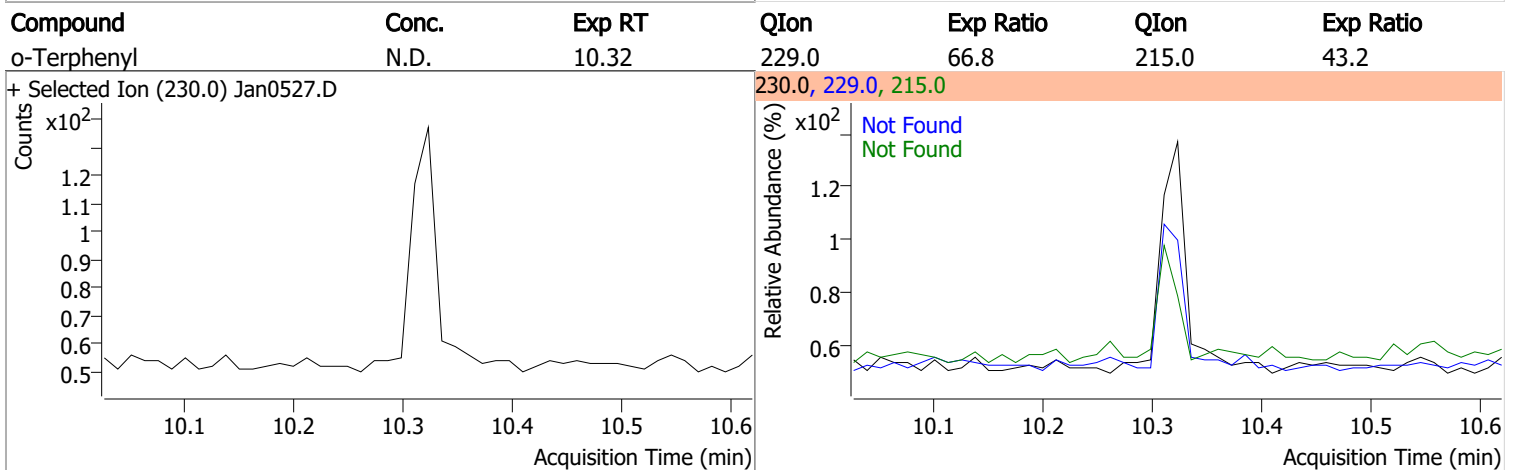 Compound Conc. Exp RT QIon Exp Ratio QIon Exp Ratio
o-Terphenyl N.D. 10.32 229.0 66.8 215.0 43.2
+ Selected Ion (230.0) Jan0527.D
Counts
x10²
1.2
1.1
1
0.9
0.8
0.7
0.6
0.5
10.1 10.2 10.3 10.4 10.5 10.6
Acquisition Time (min)
230.0, 229.0, 215.0
Relative Abundance (%)
x10²
Not Found
Not Found
1.2
1
0.8
0.6
10.1 10.2 10.3 10.4 10.5 10.6
Acquisition Time (min)